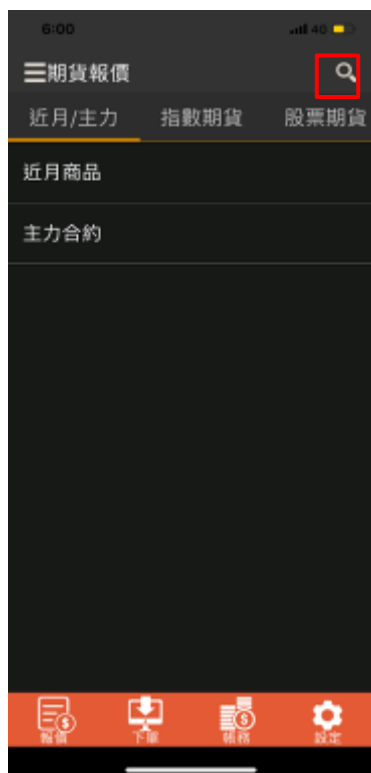 6:00 4G
期貨報價
近月/主力 指數期貨 股票期貨
近月商品
主力合約
報價 下單 帳務 設定